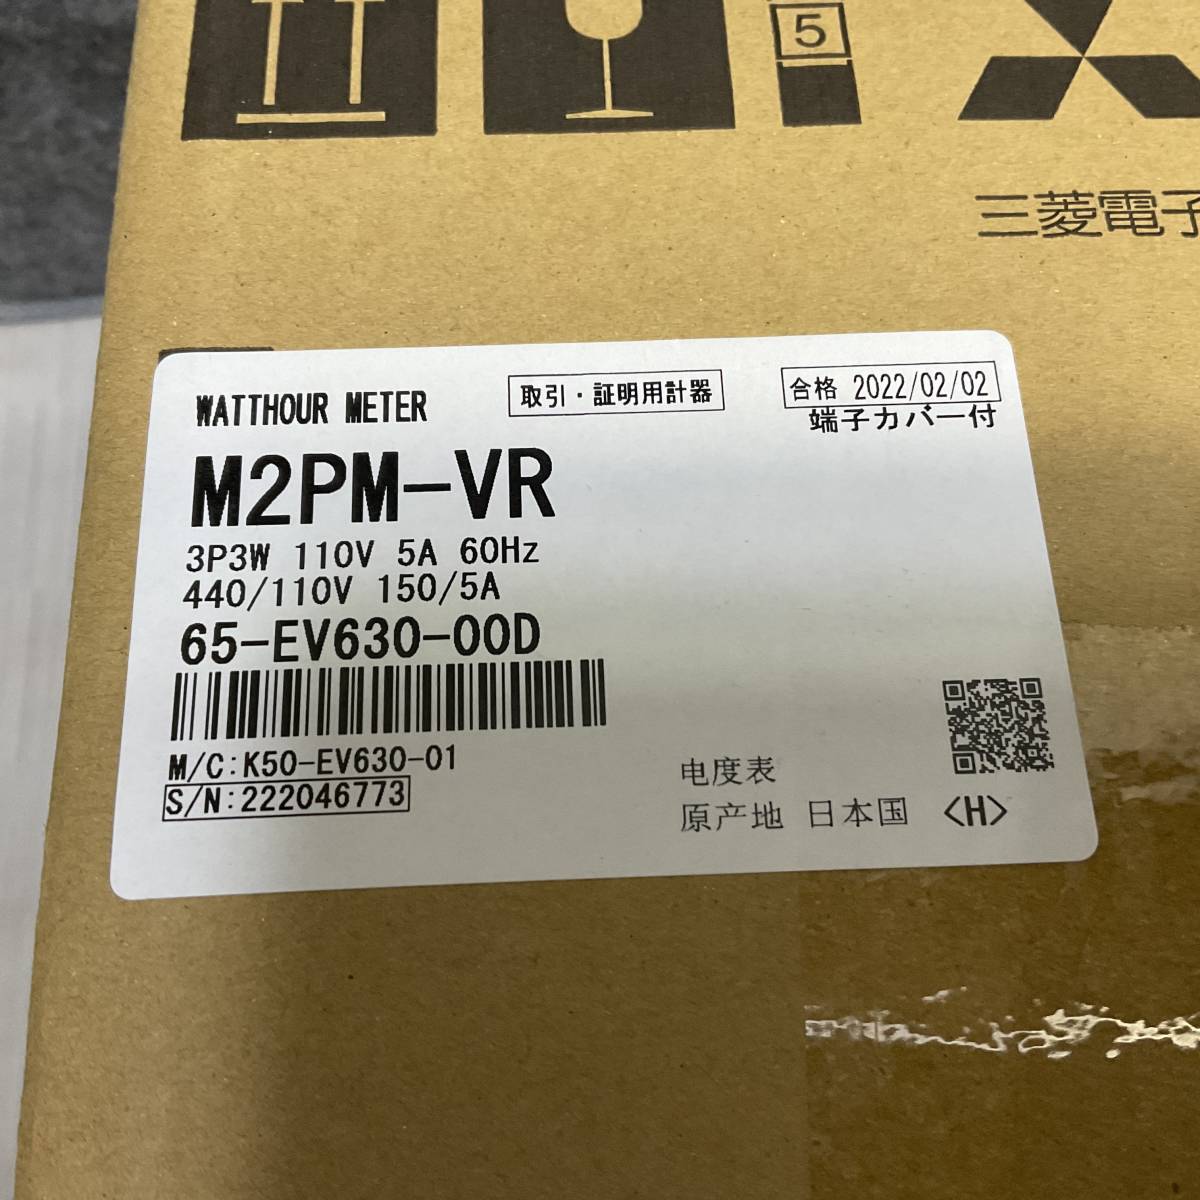 5
三菱電子
WATTHOUR METER
取引・証明用計器
合格 2022/02/02
端子カバー付
M2PM-VR
3P3W 110V 5A 60Hz
440/110V 150/5A
65-EV630-00D
M/C:K50-EV630-01
S/N:222046773
电度表
原产地 日本国 <H>